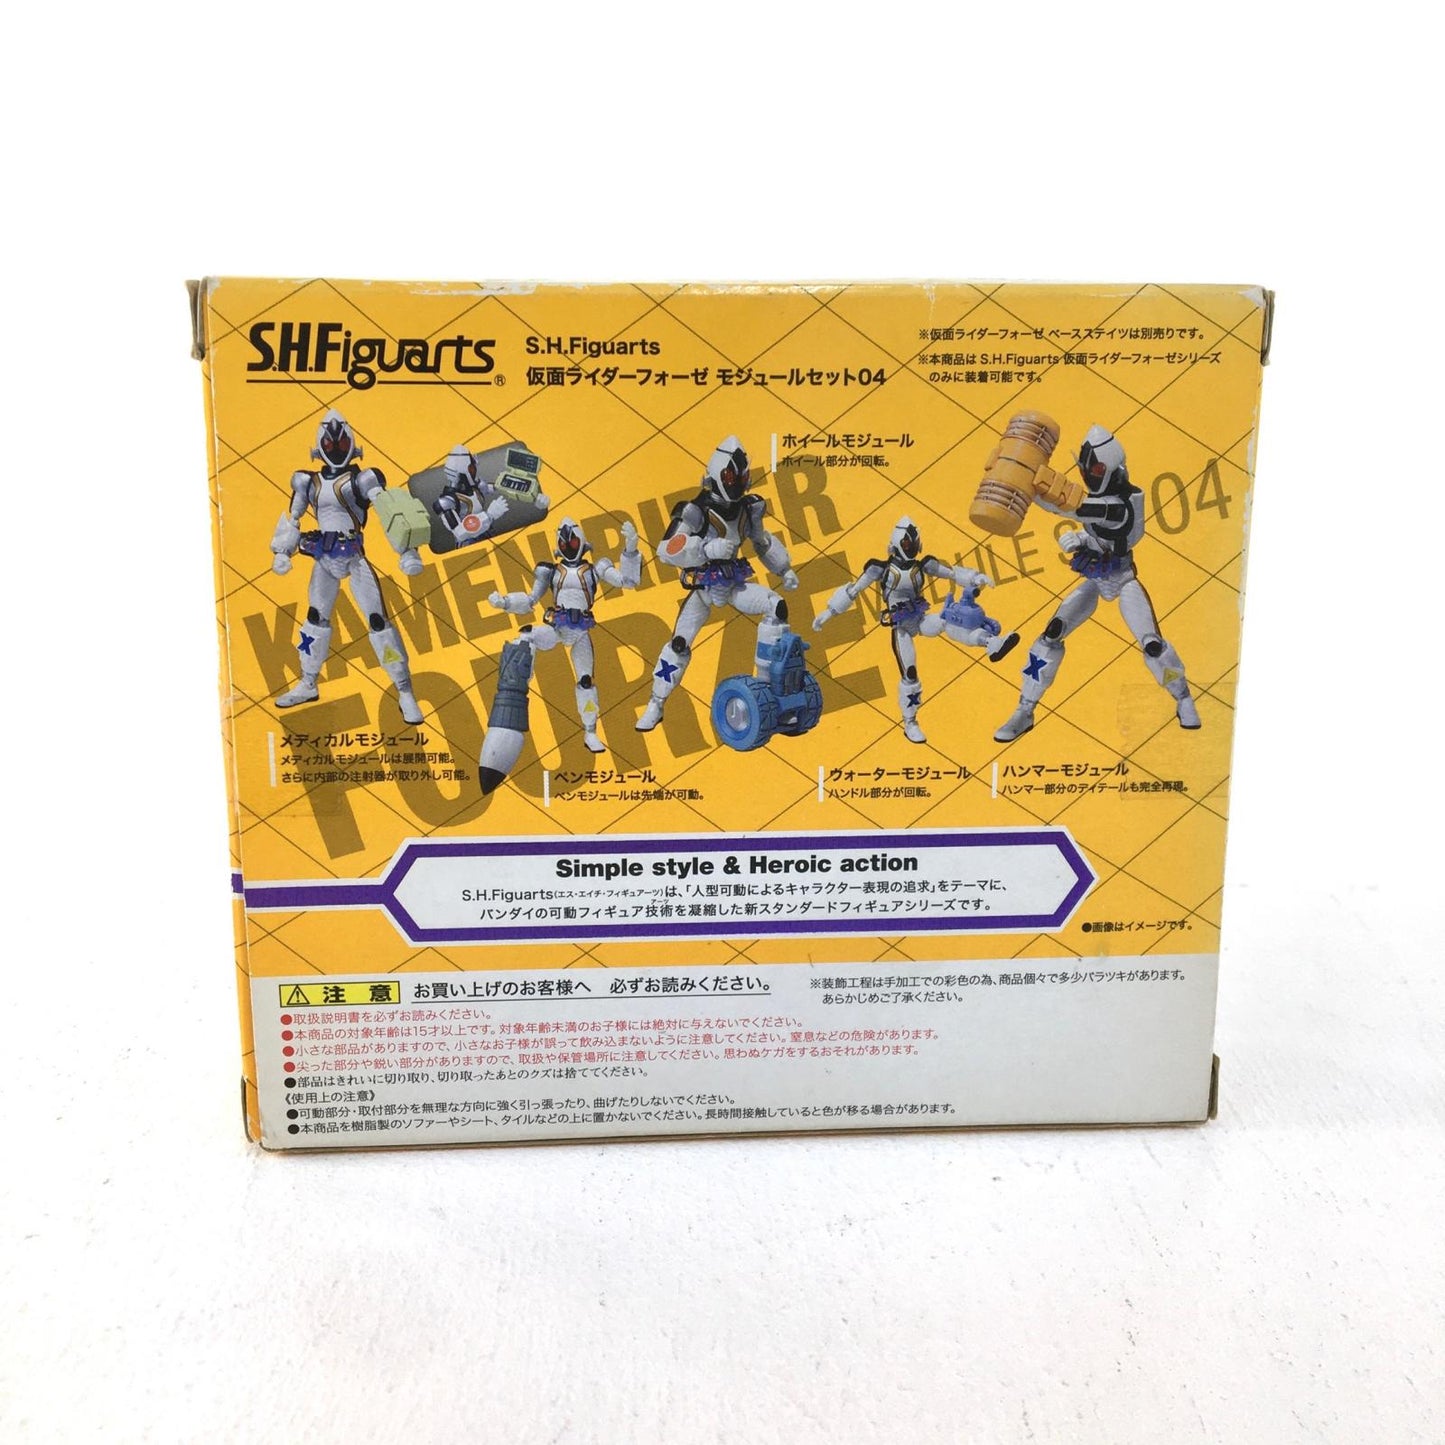 S.H.Figuarts®
S.H.Figuarts
仮面ライダーフォーゼ モジュールセット04
※仮面ライダーフォーゼ ベースステイツは別売りです。
※本商品は S.H.Figuarts 仮面ライダーフォーゼシリーズ
のみに装着可能です。
KAMEN RIDER
FOURZE
MODULE SET 04
ホイールモジュール
ホイール部分が回転。
メディカルモジュール
メディカルモジュールは展開可能。
さらに内部の注射器が取り外し可能。
ペンモジュール
ペンモジュールは先端が可動。
ウォーターモジュール
ハンドル部分が回転。
ハンマーモジュール
ハンマー部分のディテールも完全再現。
Simple style & Heroic action
S.H.Figuarts(エス・エイチ・フィギュアーツ)は、「人型可動によるキャラクター表現の追求」をテーマに、
バンダイの可動フィギュア技術(アーツ)を凝縮した新スタンダードフィギュアシリーズです。
●画像はイメージです。
⚠ 注 意 お買い上げのお客様へ 必ずお読みください。
※装飾工程は手加工での彩色の為、商品個々で多少バラツキがあります。
あらかじめご了承ください。
●取扱説明書を必ずお読みください。
●本商品の対象年齢は15才以上です。対象年齢未満のお子様には絶対に与えないでください。
●小さな部品がありますので、小さなお子様が誤って飲み込まないように注意してください。窒息などの危険があります。
●尖った部分や鋭い部分がありますので、取扱や保管場所に注意してください。思わぬケガをするおそれがあります。
●部品はきれいに切り取り、切り取ったあとのクズは捨ててください。
《使用上の注意》
●可動部分・取付部分を無理な方向に強く引っ張ったり、曲げたりしないでください。
●本商品を樹脂製のソファーやシート、タイルなどの上に置かないでください。長時間接触していると色が移る場合があります。